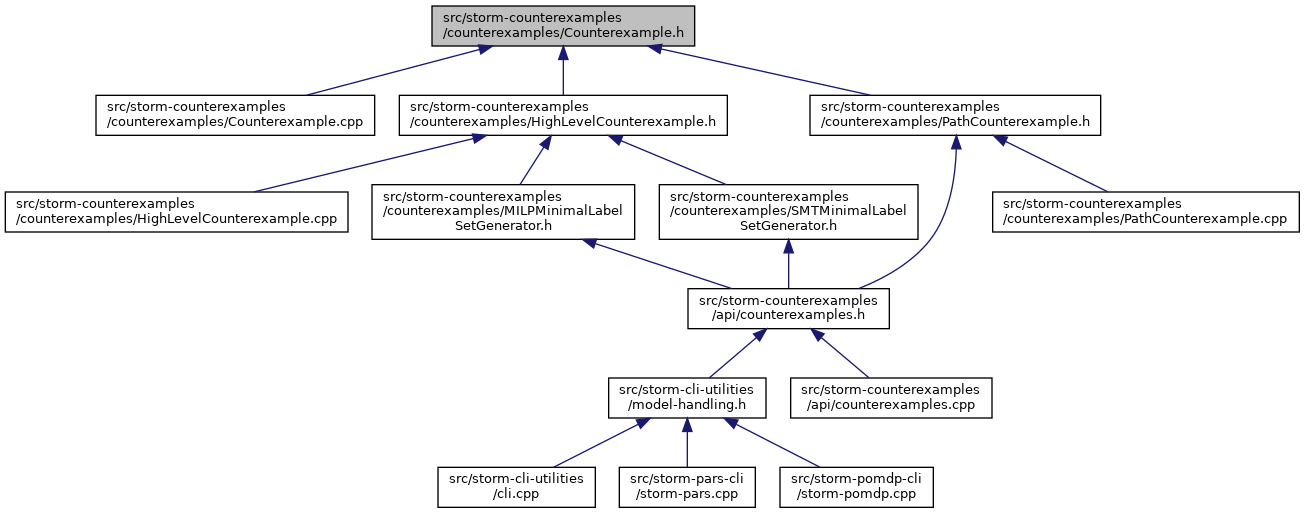 src/storm-counterexamples
/counterexamples/Counterexample.h
src/storm-counterexamples
/counterexamples/Counterexample.cpp
src/storm-counterexamples
/counterexamples/HighLevelCounterexample.h
src/storm-counterexamples
/counterexamples/PathCounterexample.h
src/storm-counterexamples
/counterexamples/HighLevelCounterexample.cpp
src/storm-counterexamples
/counterexamples/MILPMinimalLabel
SetGenerator.h
src/storm-counterexamples
/counterexamples/SMTMinimalLabel
SetGenerator.h
src/storm-counterexamples
/counterexamples/PathCounterexample.cpp
src/storm-counterexamples
/api/counterexamples.h
src/storm-cli-utilities
/model-handling.h
src/storm-counterexamples
/api/counterexamples.cpp
src/storm-cli-utilities
/cli.cpp
src/storm-pars-cli
/storm-pars.cpp
src/storm-pomdp-cli
/storm-pomdp.cpp